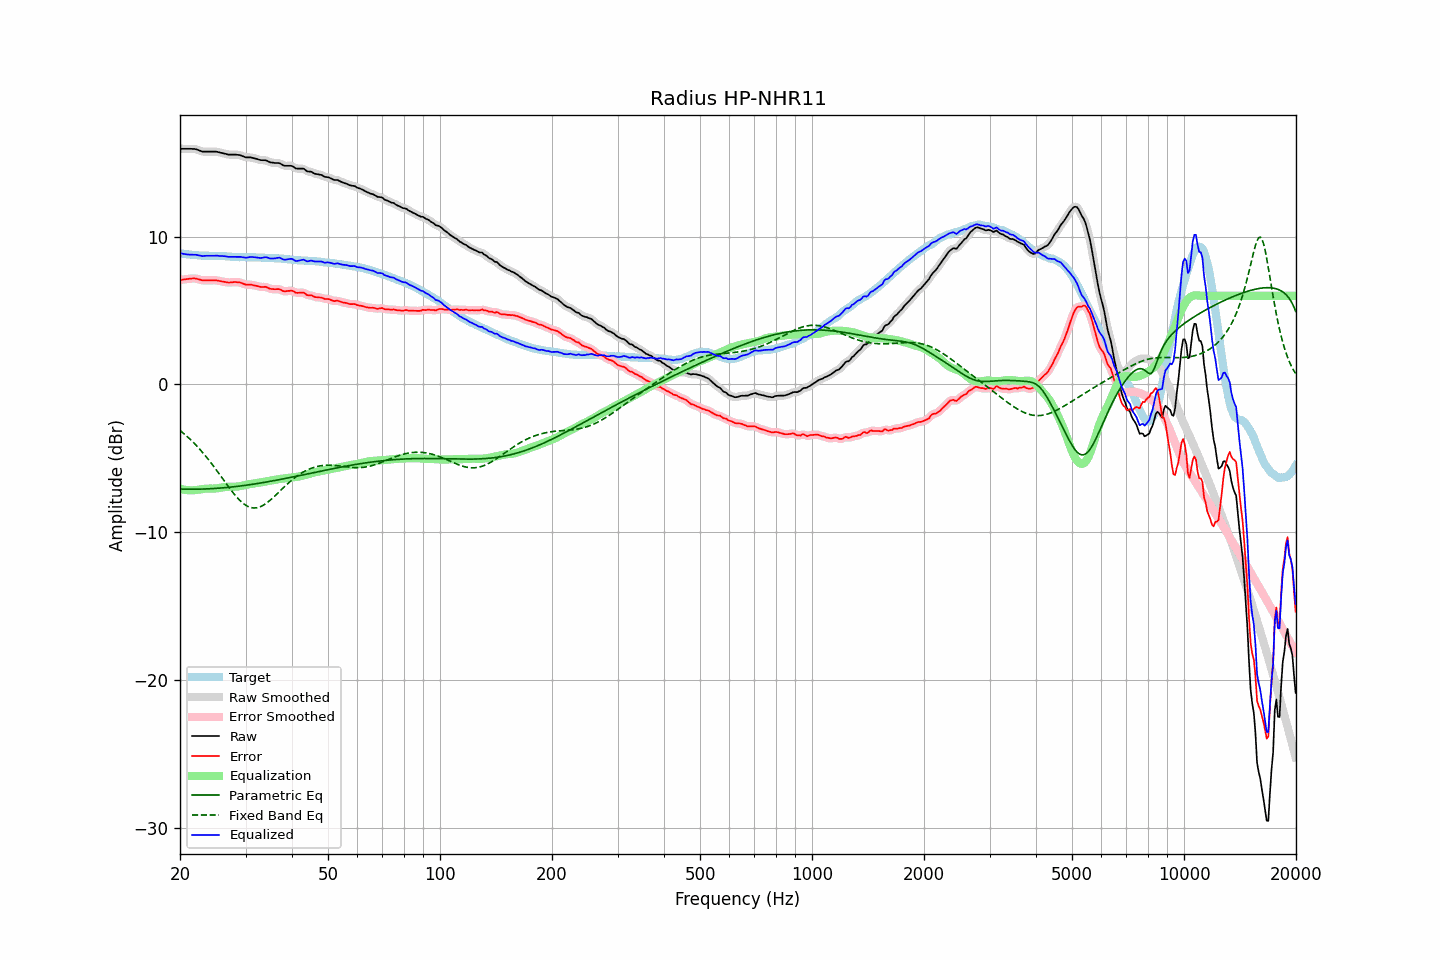 Radius HP-NHR11
Amplitude (dBr)
10
0
−10
−20
−30
Target
Raw Smoothed
Error Smoothed
Raw
Error
Equalization
Parametric Eq
Fixed Band Eq
Equalized
20 50 100 200 500 1000 2000 5000 10000 20000
Frequency (Hz)